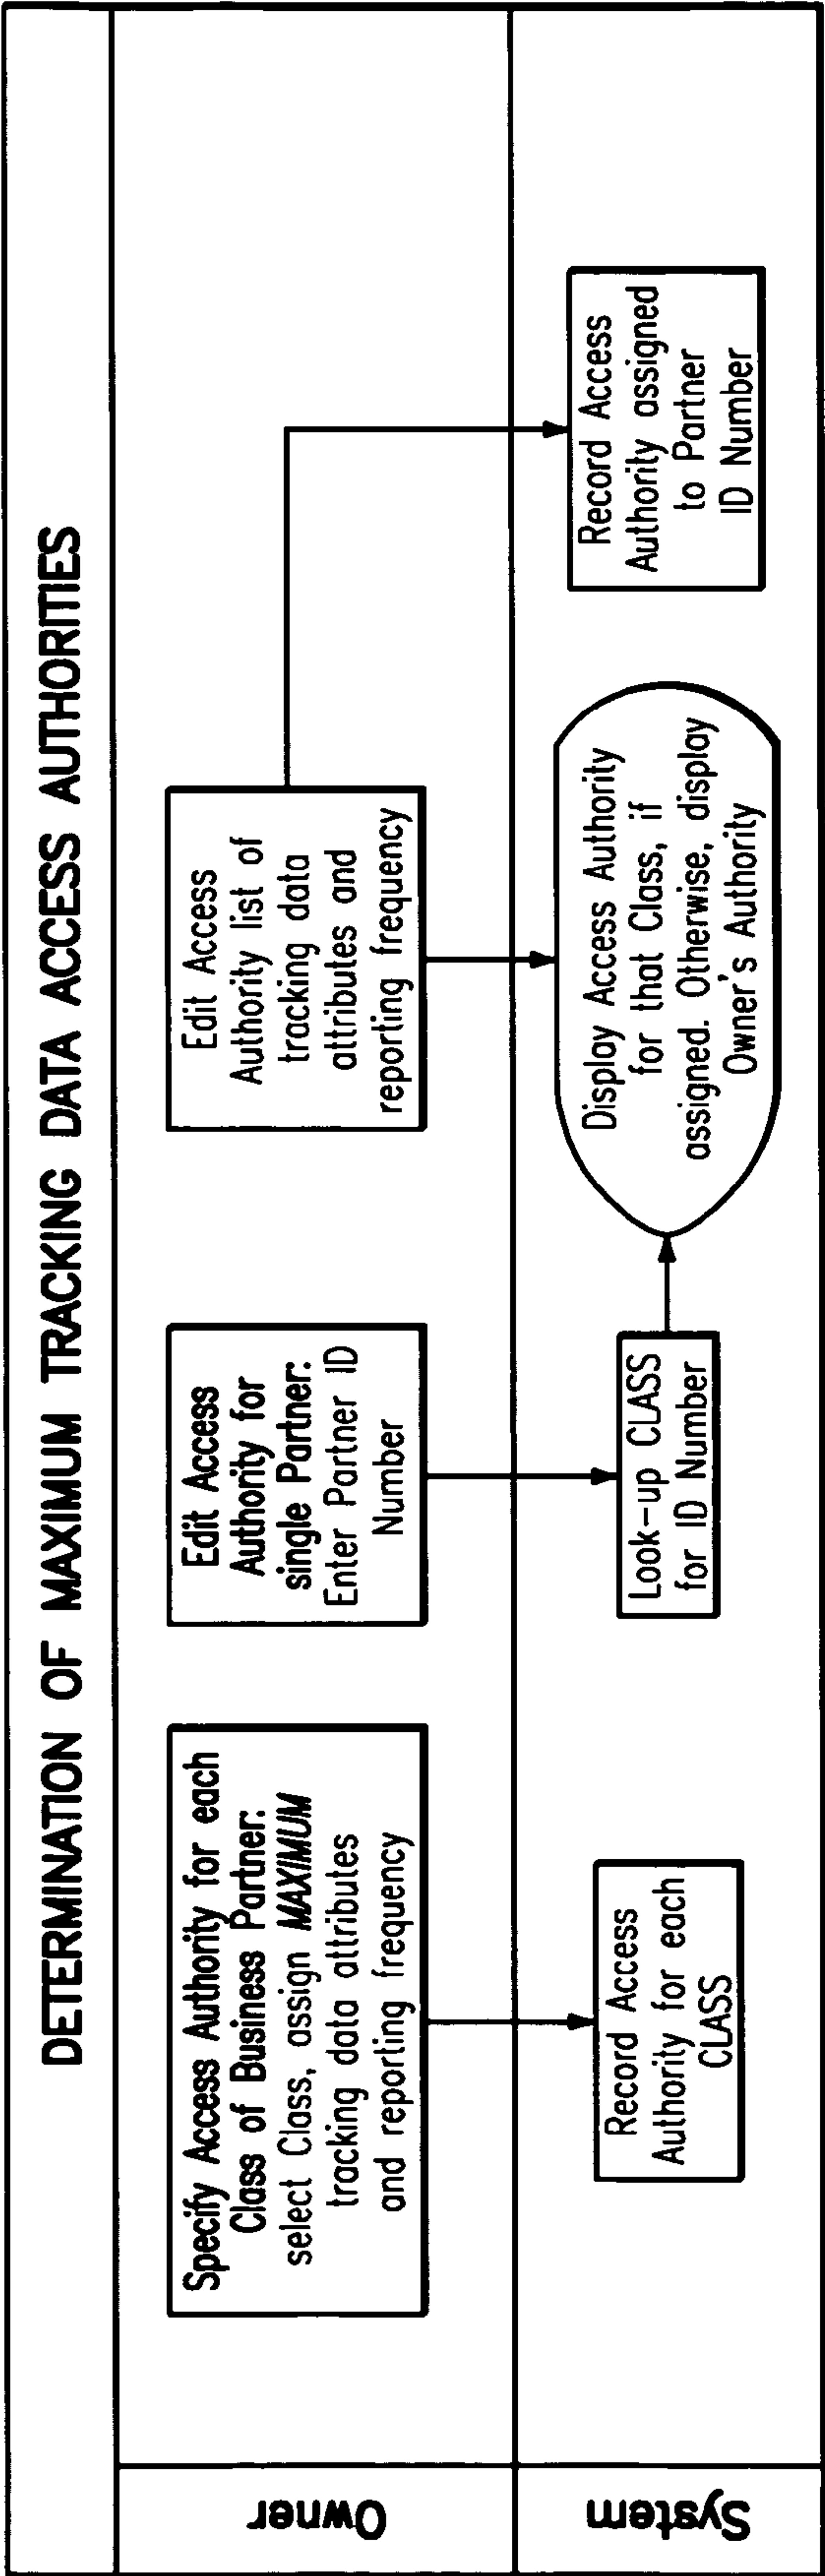 DETERMINATION OF MAXIMUM TRACKING DATA ACCESS AUTHORITIES
Owner
Specify Access Authority for each
Class of Business Partner:
select Class, assign MAXIMUM
tracking data attributes
and reporting frequency
Edit Access
Authority for
single Partner:
Enter Partner ID
Number
Edit Access
Authority list of
tracking data
attributes and
reporting frequency
System
Record Access
Authority for each
CLASS
Look-up CLASS
for ID Number
Display Access Authority
for that Class, if
assigned. Otherwise, display
Owner's Authority
Record Access
Authority assigned
to Partner
ID Number